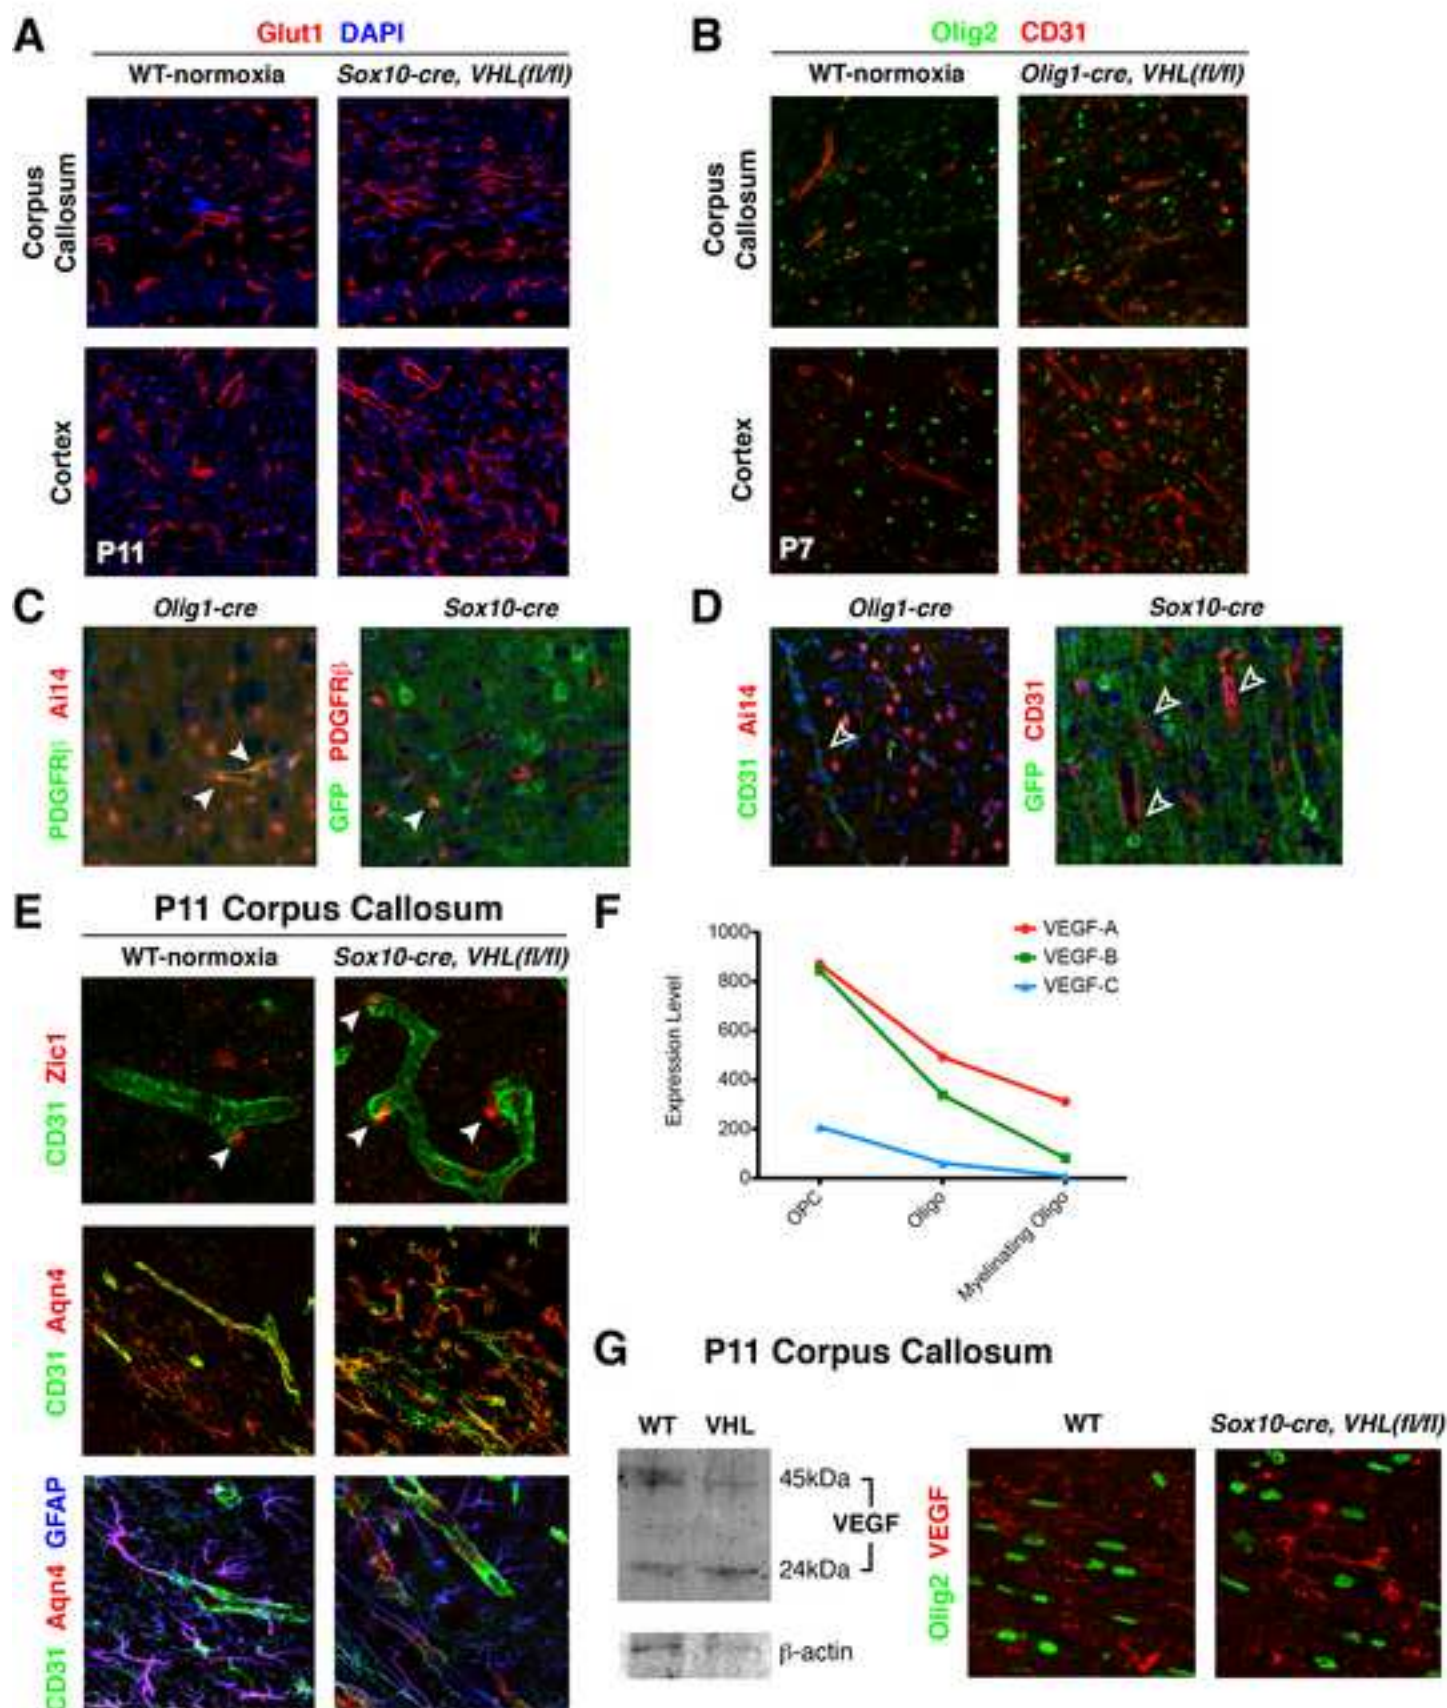 A
Glut1 DAPI
WT-normoxia
Sox10-cre, VHL(fl/fl)
Corpus
Callosum
Cortex
P11
B
Olig2 CD31
WT-normoxia
Olig1-cre, VHL(fl/fl)
Corpus
Callosum
Cortex
P7
C
Olig1-cre
Sox10-cre
PDGFRβ Ai14
GFP PDGFRβ
D
Olig1-cre
Sox10-cre
CD31 Ai14
GFP CD31
E
P11 Corpus Callosum
WT-normoxia
Sox10-cre, VHL(fl/fl)
CD31 Zic1
CD31 Aqn4
CD31 Aqn4 GFAP
F
Expression Level
1000
800
600
400
200
0
VEGF-A
VEGF-B
VEGF-C
OPC
Oligo
Myelinating Oligo
G
P11 Corpus Callosum
WT VHL
45kDa
VEGF
24kDa
β-actin
WT
Sox10-cre, VHL(fl/fl)
Olig2 VEGF